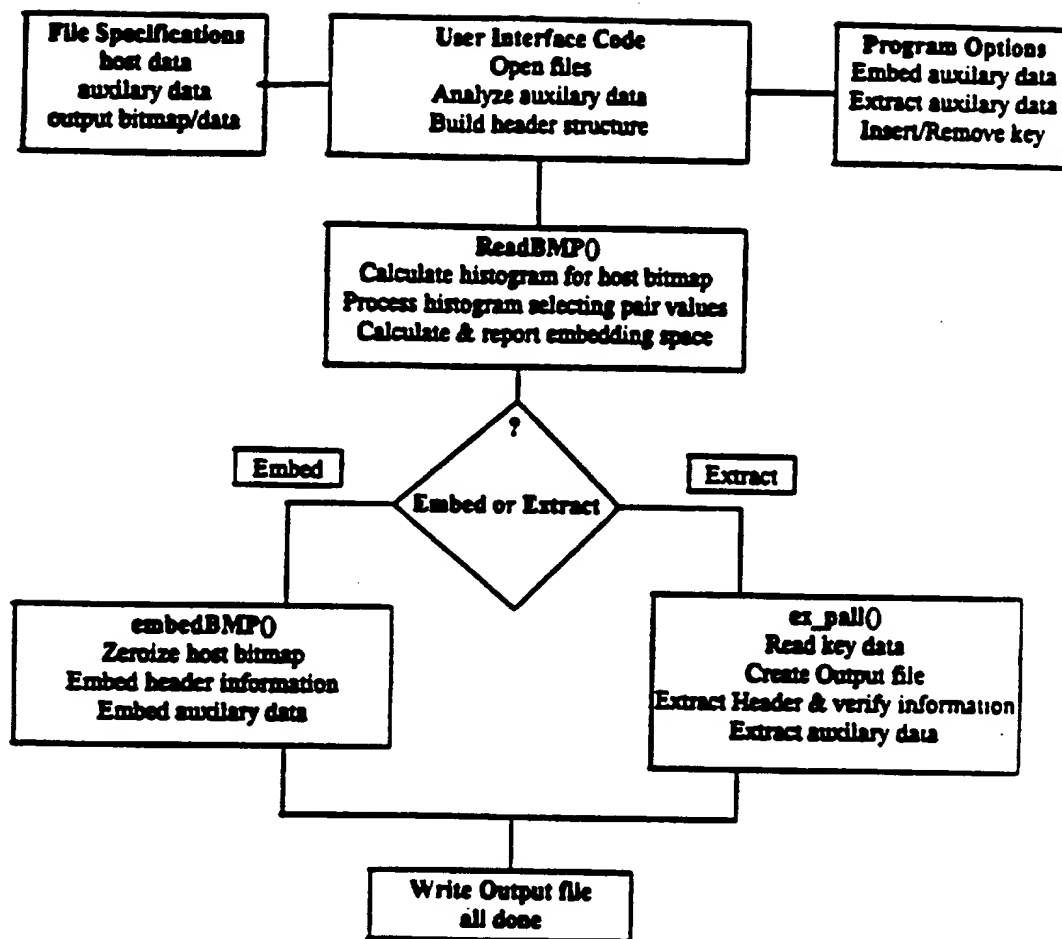 File Specifications
host data
auxilary data
output bitmap/data
User Interface Code
Open files
Analyze auxilary data
Build header structure
Program Options
Embed auxilary data
Extract auxilary data
Insert/Remove key
ReadBMP()
Calculate histogram for host bitmap
Process histogram selecting pair values
Calculate & report embedding space
?
Embed or Extract
Embed
Extract
embedBMP()
Zeroize host bitmap
Embed header information
Embed auxilary data
ex_pall()
Read key data
Create Output file
Extract Header & verify information
Extract auxilary data
Write Output file
all done